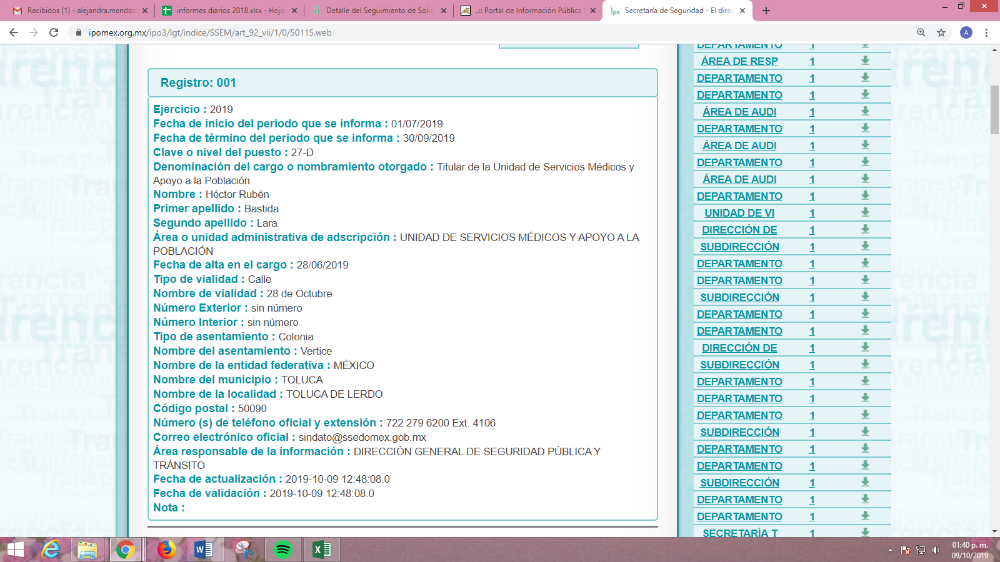 Recibidos (1) - alejandra.mendoz
informes diarios 2018.xlsx - Hoja
Detalle del Seguimiento de Solic
..:: Portal de Información Pública
Secretaría de Seguridad - El direc
ipomex.org.mx/ipo3/lgt/indice/SSEM/art_92_vii/1/0/50115.web
A
Registro: 001
Ejercicio : 2019
Fecha de inicio del periodo que se informa : 01/07/2019
Fecha de término del periodo que se informa : 30/09/2019
Clave o nivel del puesto : 27-D
Denominación del cargo o nombramiento otorgado : Titular de la Unidad de Servicios Médicos y
Apoyo a la Población
Nombre : Héctor Rubén
Primer apellido : Bastida
Segundo apellido : Lara
Área o unidad administrativa de adscripción : UNIDAD DE SERVICIOS MÉDICOS Y APOYO A LA
POBLACIÓN
Fecha de alta en el cargo : 28/06/2019
Tipo de vialidad : Calle
Nombre de vialidad : 28 de Octubre
Número Exterior : sin número
Número Interior : sin número
Tipo de asentamiento : Colonia
Nombre del asentamiento : Vertice
Nombre de la entidad federativa : MÉXICO
Nombre del municipio : TOLUCA
Nombre de la localidad : TOLUCA DE LERDO
Código postal : 50090
Número (s) de teléfono oficial y extensión : 722 279 6200 Ext. 4106
Correo electrónico oficial : sindato@ssedomex.gob.mx
Área responsable de la información : DIRECCIÓN GENERAL DE SEGURIDAD PÚBLICA Y
TRÁNSITO
Fecha de actualización : 2019-10-09 12:48:08.0
Fecha de validación : 2019-10-09 12:48:08.0
Nota :
DEPARTAMENTO 1
ÁREA DE RESP 1
DEPARTAMENTO 1
DEPARTAMENTO 1
ÁREA DE AUDI 1
DEPARTAMENTO 1
ÁREA DE AUDI 1
DEPARTAMENTO 1
ÁREA DE AUDI 1
DEPARTAMENTO 1
UNIDAD DE VI 1
DIRECCIÓN DE 1
SUBDIRECCIÓN 1
DEPARTAMENTO 1
DEPARTAMENTO 1
SUBDIRECCIÓN 1
DEPARTAMENTO 1
DEPARTAMENTO 1
DIRECCIÓN DE 1
SUBDIRECCIÓN 1
DEPARTAMENTO 1
DEPARTAMENTO 1
DEPARTAMENTO 1
SUBDIRECCIÓN 1
DEPARTAMENTO 1
DEPARTAMENTO 1
SUBDIRECCIÓN 1
DEPARTAMENTO 1
DEPARTAMENTO 1
SECRETARÍA T 1
01:40 p. m.
09/10/2019